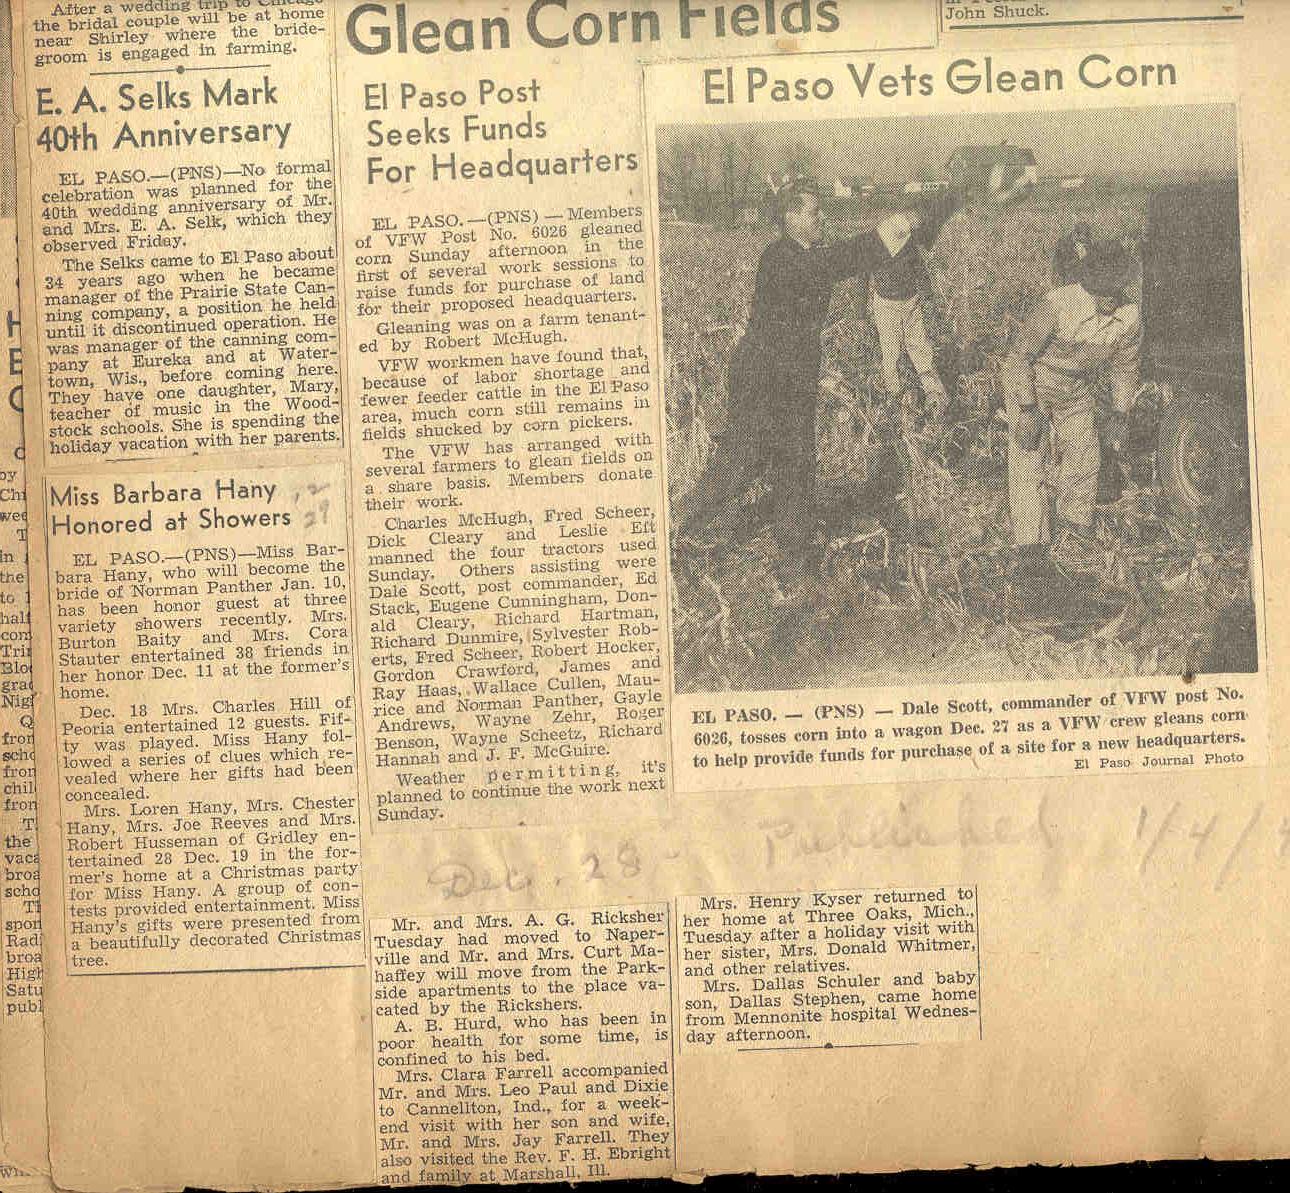 After a wedding trip to Chicago
the bridal couple will be at home
near Shirley where the bride-
groom is engaged in farming.
E. A. Selks Mark
40th Anniversary
EL PASO.—(PNS)—No formal
celebration was planned for the
40th wedding anniversary of Mr.
and Mrs. E. A. Selk, which they
observed Friday.
The Selks came to El Paso about
34 years ago when he became
manager of the Prairie State Can-
ning company, a position he held
until it discontinued operation. He
was manager of the canning com-
pany at Eureka and at Water-
town, Wis., before coming here.
They have one daughter, Mary,
teacher of music in the Wood-
stock schools. She is spending the
holiday vacation with her parents.
Miss Barbara Hany
Honored at Showers
12
29
EL PASO.—(PNS)—Miss Bar-
bara Hany, who will become the
bride of Norman Panther Jan. 10,
has been honor guest at three
variety showers recently. Mrs.
Burton Baity and Mrs. Cora
Stauter entertained 38 friends in
her honor Dec. 11 at the former's
home.
Dec. 18 Mrs. Charles Hill of
Peoria entertained 12 guests. Fif-
ty was played. Miss Hany fol-
lowed a series of clues which re-
vealed where her gifts had been
concealed.
Mrs. Loren Hany, Mrs. Chester
Hany, Mrs. Joe Reeves and Mrs.
Robert Husseman of Gridley en-
tertained 28 Dec. 19 in the for-
mer's home at a Christmas party
for Miss Hany. A group of con-
tests provided entertainment. Miss
Hany's gifts were presented from
a beautifully decorated Christmas
tree.
Glean Corn Fields
El Paso Post
Seeks Funds
For Headquarters
EL PASO.—(PNS) — Members
of VFW Post No. 6026 gleaned
corn Sunday afternoon in the
first of several work sessions to
raise funds for purchase of land
for their proposed headquarters.
Gleaning was on a farm tenant-
ed by Robert McHugh.
VFW workmen have found that,
because of labor shortage and
fewer feeder cattle in the El Paso
area, much corn still remains in
fields shucked by corn pickers.
The VFW has arranged with
several farmers to glean fields on
a share basis. Members donate
their work.
Charles McHugh, Fred Scheer,
Dick Cleary and Leslie Eft
manned the four tractors used
Sunday. Others assisting were
Dale Scott, post commander, Ed
Stack, Eugene Cunningham, Don-
ald Cleary, Richard Hartman,
Richard Dunmire, Sylvester Rob-
erts, Fred Scheer, Robert Hocker,
Gordon Crawford, James and
Ray Haas, Wallace Cullen, Mau-
rice and Norman Panther, Gayle
Andrews, Wayne Zehr, Roger
Benson, Wayne Scheetz, Richard
Hannah and J. F. McGuire.
Weather permitting, it's
planned to continue the work next
Sunday.
John Shuck.
El Paso Vets Glean Corn
EL PASO. — (PNS) — Dale Scott, commander of VFW post No.
6026, tosses corn into a wagon Dec. 27 as a VFW crew gleans corn
to help provide funds for purchase of a site for a new headquarters.
El Paso Journal Photo
Dec. 28 - Published 1/4/
Mr. and Mrs. A. G. Ricksher
Tuesday had moved to Naper-
ville and Mr. and Mrs. Curt Ma-
haffey will move from the Park-
side apartments to the place va-
cated by the Rickshers.
A. B. Hurd, who has been in
poor health for some time, is
confined to his bed.
Mrs. Clara Farrell accompanied
Mr. and Mrs. Leo Paul and Dixie
to Cannellton, Ind., for a week-
end visit with her son and wife,
Mr. and Mrs. Jay Farrell. They
also visited the Rev. F. H. Ebright
and family at Marshall, Ill.
Mrs. Henry Kyser returned to
her home at Three Oaks, Mich.,
Tuesday after a holiday visit with
her sister, Mrs. Donald Whitmer,
and other relatives.
Mrs. Dallas Schuler and baby
son, Dallas Stephen, came home
from Mennonite hospital Wednes-
day afternoon.